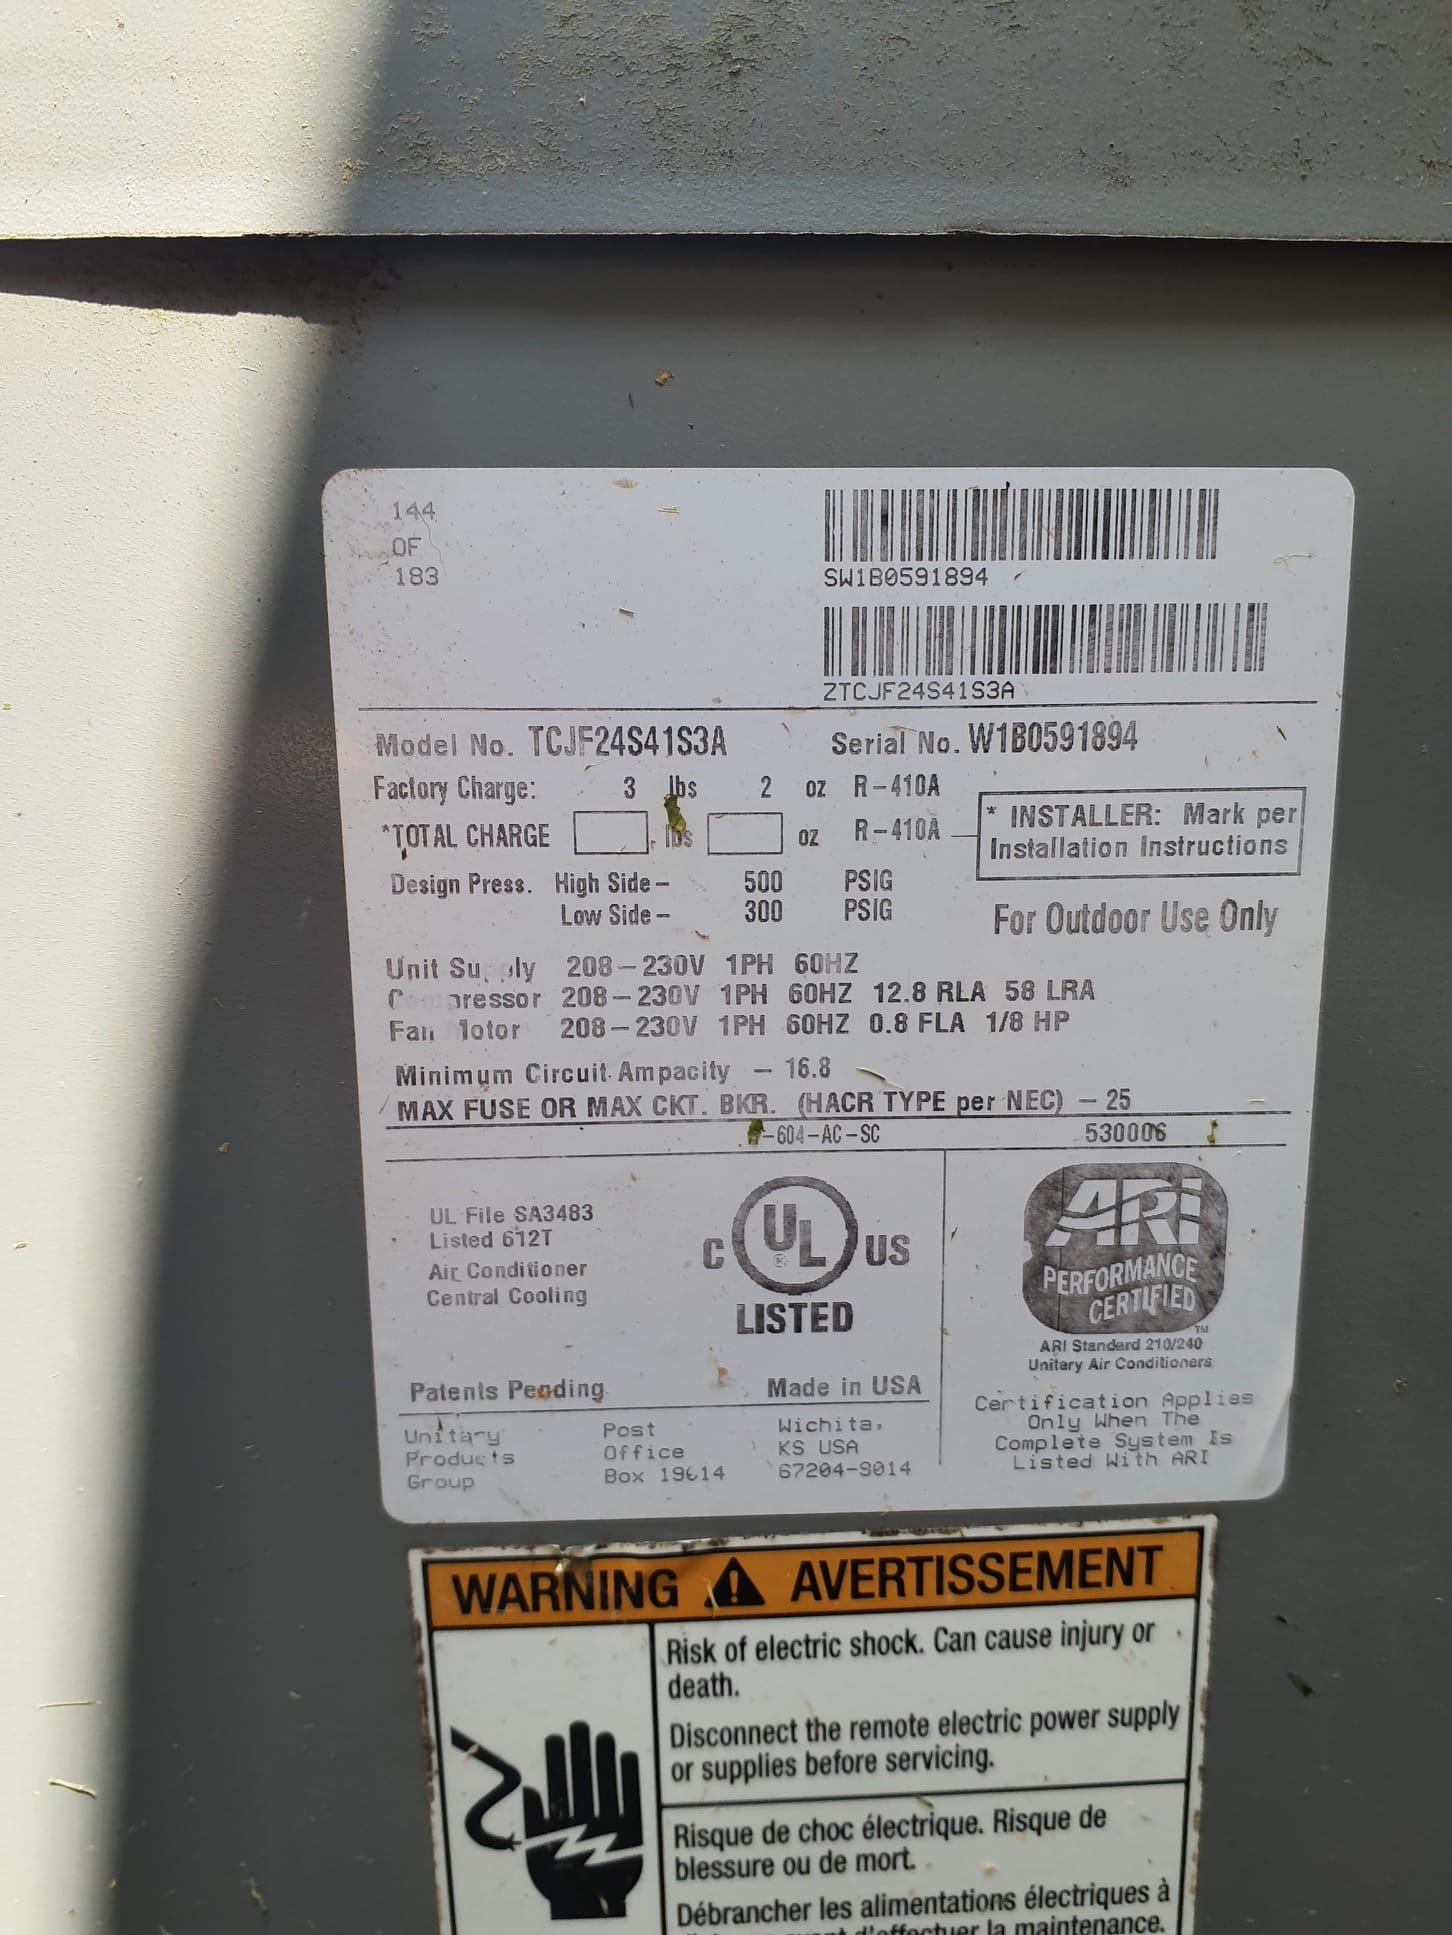 144
OF
183
SW1B0591894
ZTCJF24S41S3A
Model No. TCJF24S41S3A Serial No. W1B0591894
Factory Charge: 3 lbs 2 oz R-410A
*TOTAL CHARGE lbs oz R-410A
* INSTALLER: Mark per
Installation Instructions
Design Press. High Side- 500 PSIG
Low Side- 300 PSIG
For Outdoor Use Only
Unit Supply 208-230V 1PH 60HZ
Compressor 208-230V 1PH 60HZ 12.8 RLA 58 LRA
Fan Motor 208-230V 1PH 60HZ 0.8 FLA 1/8 HP
Minimum Circuit Ampacity - 16.8
MAX FUSE OR MAX CKT. BKR. (HACR TYPE per NEC) - 25
-604-AC-SC 530006
UL File SA3483
Listed 612T
Air Conditioner
Central Cooling
C UL ® US
LISTED
ARI
PERFORMANCE
CERTIFIED
TM
ARI Standard 210/240
Unitary Air Conditioners
Certification Applies
Only When The
Complete System Is
Listed With ARI
Patents Pending Made in USA
Unitary
Products
Group
Post
Office
Box 19014
Wichita,
KS USA
67204-9014
WARNING AVERTISSEMENT
Risk of electric shock. Can cause injury or
death.
Disconnect the remote electric power supply
or supplies before servicing.
Risque de choc électrique. Risque de
blessure ou de mort.
Débrancher les alimentations électriques à
d'effectuer la maintenance.